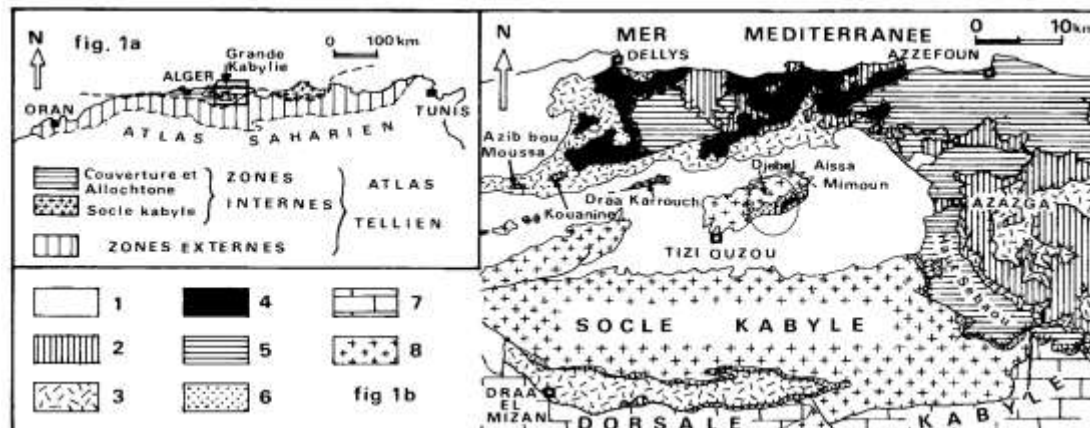 N
fig. 1a
Grande
Kabylie
0 100km
ALGER
ORAN
TUNIS
ATLAS SAHARIEN
Couverture et
Allochtone
Socle kabyle
ZONES
INTERNES
ATLAS
TELLIEN
ZONES EXTERNES
1
4
7
2
5
8
3
6
fig 1b
N
MER MEDITERRANEE
0 10km
DELLYS
AZZEFOUN
Azib bou
Moussa
Djebel Aissa
Mimoun
Draa Karrouch
Kouanine
AZAZGA
TIZI OUZOU
Sebaou
SOCLE KABYLE
DRAA
EL
MIZAN
DORSALE KABYLE